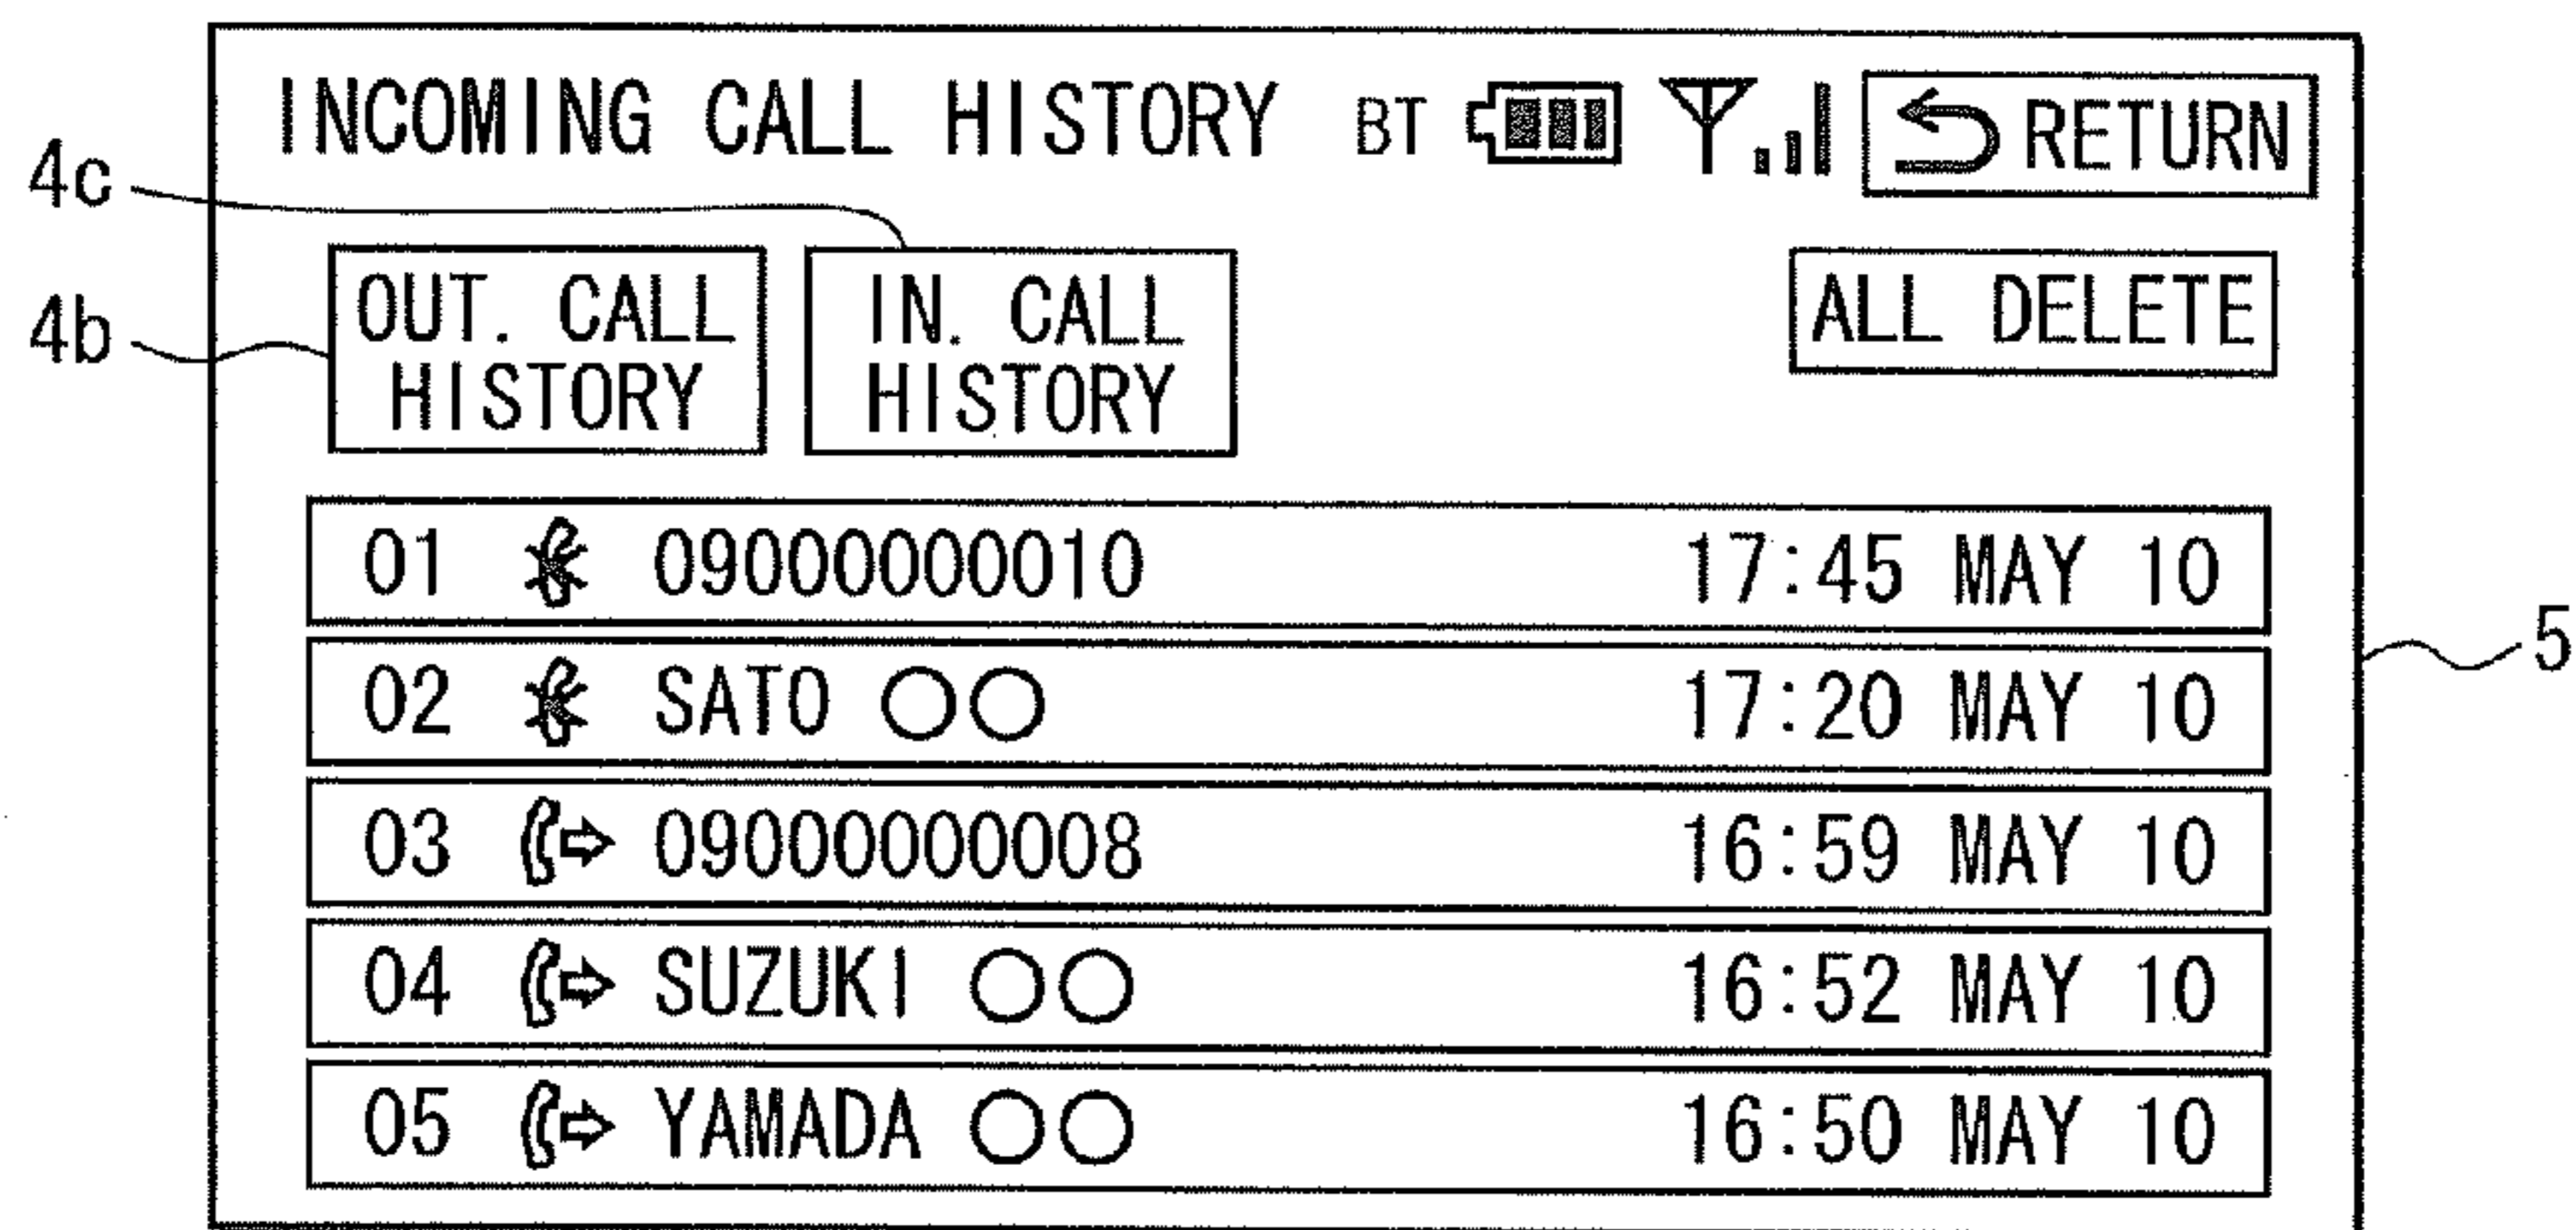 INCOMING CALL HISTORY BT RETURN
4c
OUT. CALL HISTORY
IN. CALL HISTORY
ALL DELETE
4b
01 09000000010 17:45 MAY 10
02 SATO ○○ 17:20 MAY 10
5
03 09000000008 16:59 MAY 10
04 SUZUKI ○○ 16:52 MAY 10
05 YAMADA ○○ 16:50 MAY 10